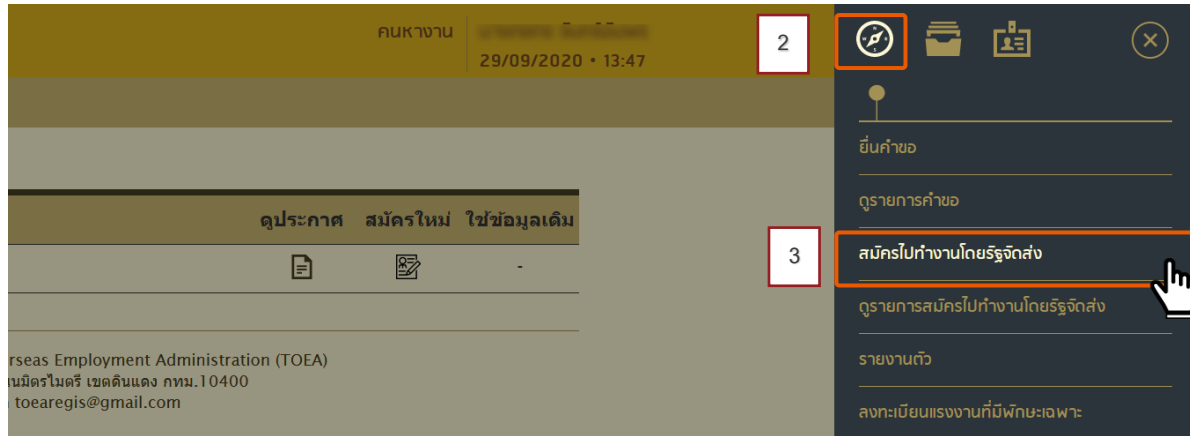 ค้นหางาน
29/09/2020 • 13:47
2
ยื่นคำขอ
ดูรายการคำขอ
ดูประกาศ สมัครใหม่ ใช้ข้อมูลเดิม
3
สมัครไปทำงานโดยรัฐจัดส่ง
-
ดูรายการสมัครไปทำงานโดยรัฐจัดส่ง
รายงานตัว
ลงทะเบียนแรงงานที่มีทักษะเฉพาะ
rseas Employment Administration (TOEA)
นมิตรไมตรี เขตดินแดง กทม.10400
toearegis@gmail.com